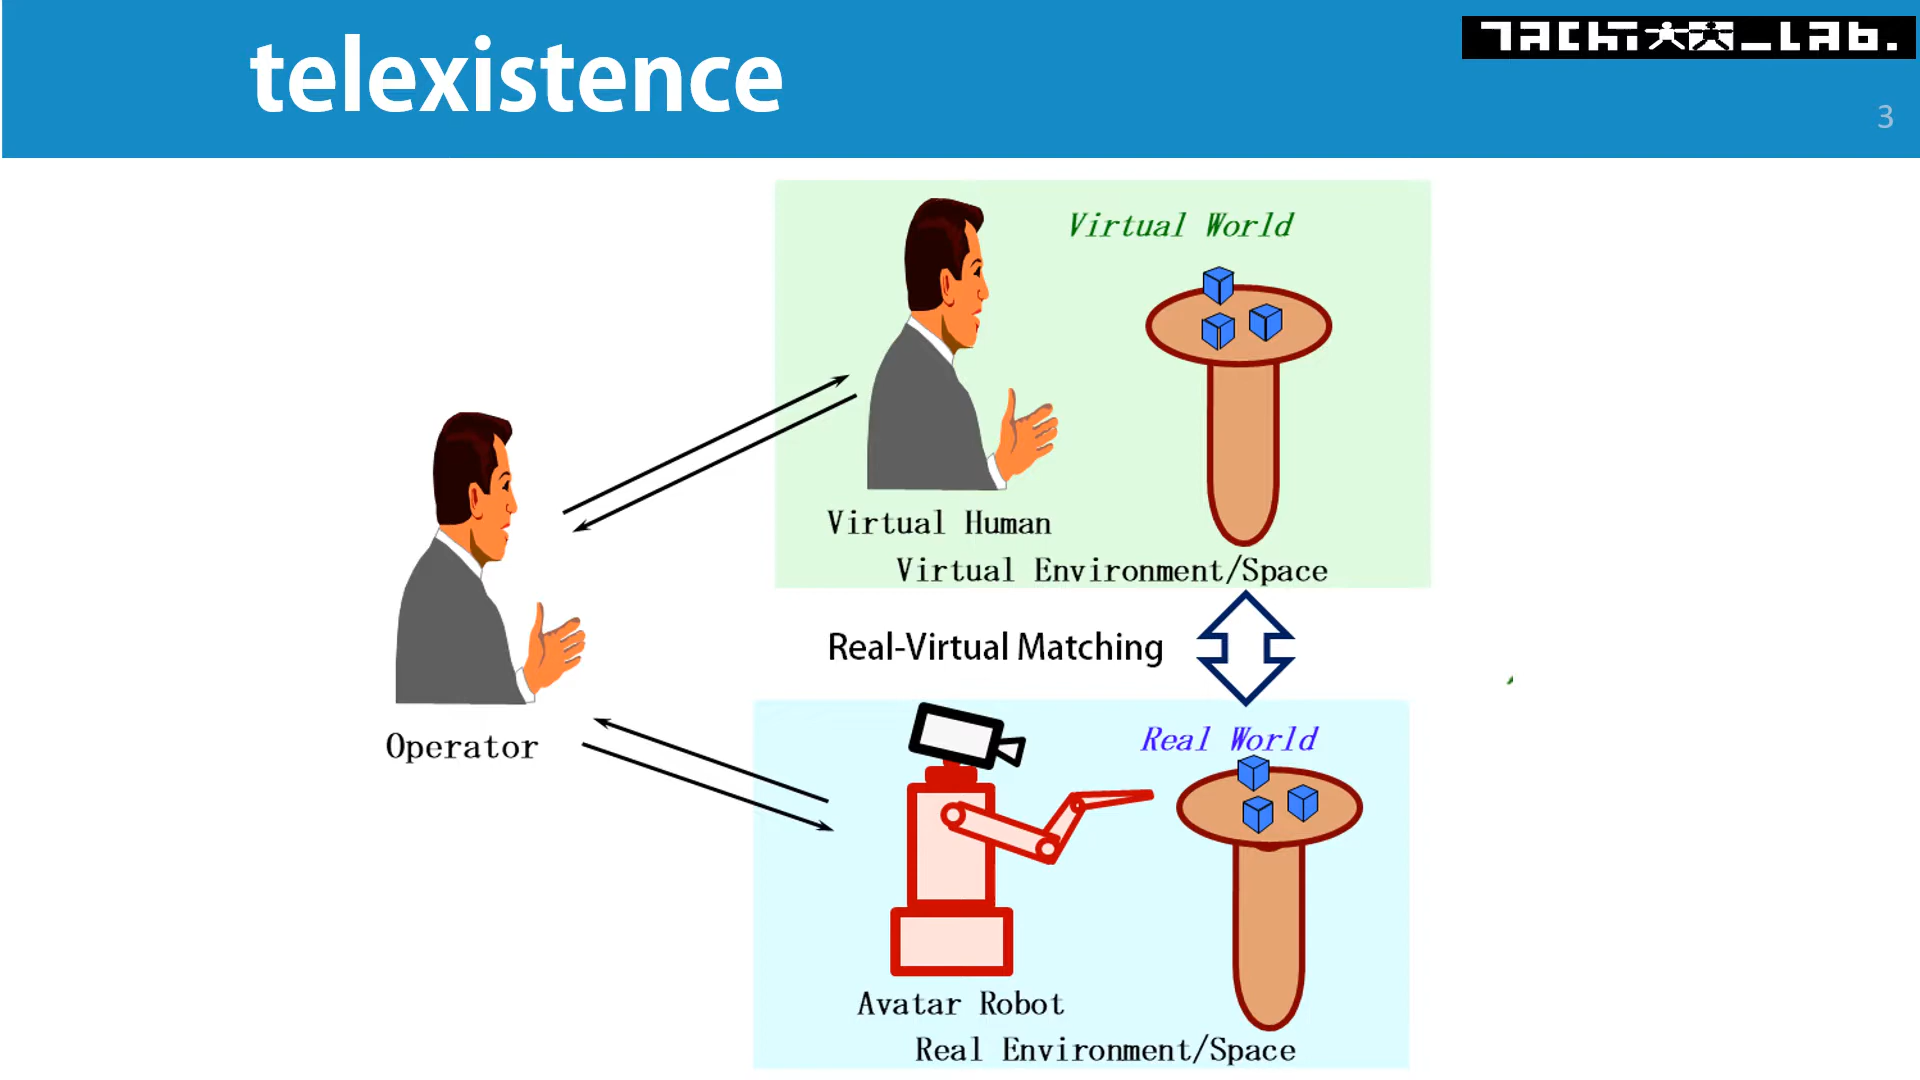 telexistence
TACHI_LAB.
3
Virtual World
Virtual Human
Virtual Environment/Space
Real-Virtual Matching
Operator
Real World
Avatar Robot
Real Environment/Space